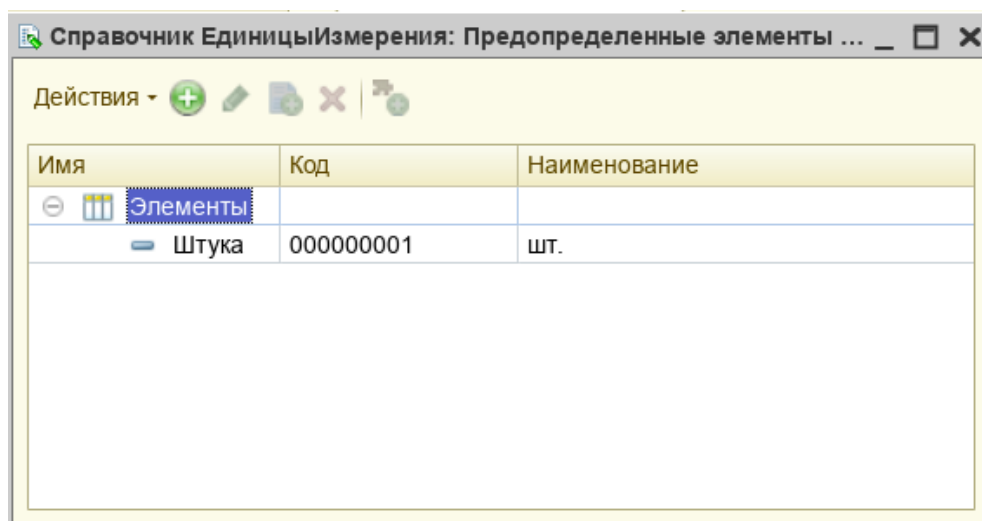 Справочник ЕдиницыИзмерения: Предопределенные элементы ...
Действия
Имя Код Наименование
Элементы
Штука 000000001 шт.